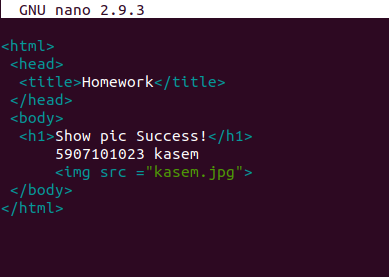 GNU nano 2.9.3
<html>
<head>
<title>Homework</title>
</head>
<body>
<h1>Show pic Success!</h1>
5907101023 kasem
<img src ="kasem.jpg">
</body>
</html>